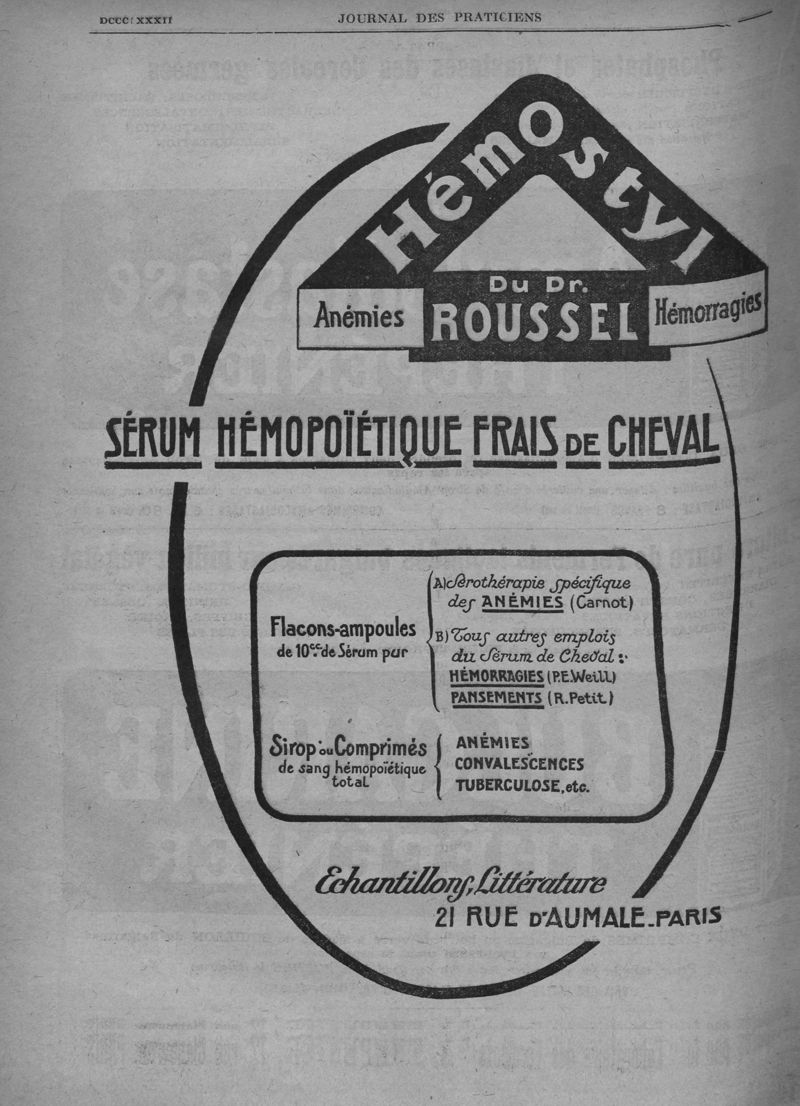 JOURNAL DES PRATICIENS
Hémostyl
Du Dr.
ROUSSEL
Anémies
Hémorragies
SÉRUM HÉMOPOÏÉTIQUE FRAIS DE CHEVAL
Flacons-ampoules
de 10cc. de Sérum pur
A) Sérothérapie spécifique
des ANÉMIES (Carnot)
B) Tous autres emplois
du Sérum de Cheval :
HÉMORRAGIES (P.E.Weill)
PANSEMENTS (R.Petit)
Sirop ou Comprimés
de sang hémopoïétique
total
ANÉMIES
CONVALESCENCES
TUBERCULOSE, etc.
Echantillons, Littérature
21 RUE D'AUMALE-PARIS